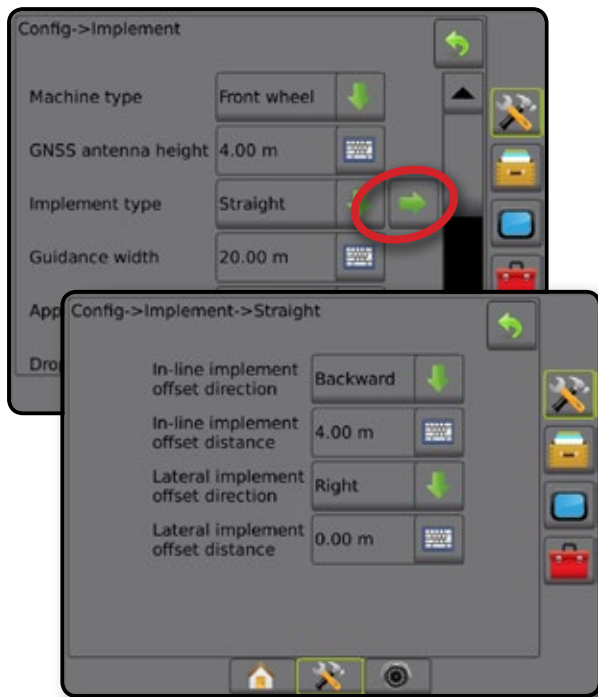 Config->Implement
Machine type Front wheel
GNSS antenna height 4.00 m
Implement type Straight
Guidance width 20.00 m
App
Dro
Config->Implement->Straight
In-line implement
offset direction
Backward
In-line implement
offset distance
4.00 m
Lateral implement
offset direction
Right
Lateral implement
offset distance
0.00 m